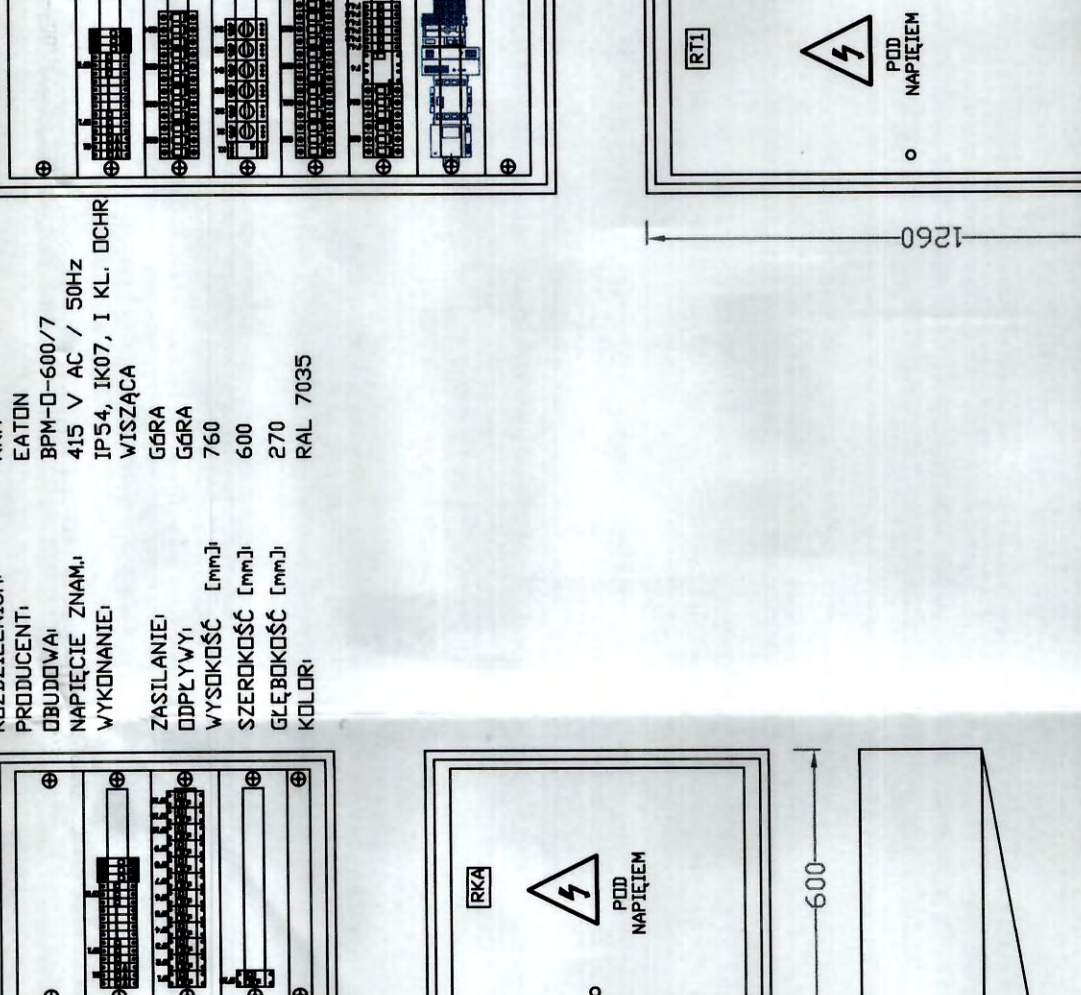 PRODUCENT:
EATON
OBUDOWA:
BPM-O-600/7
NAPIĘCIE ZNAM.:
415 V AC / 50Hz
WYKONANIE:
IP54, IK07, I KL. OCHR
WISZĄCA
ZASILANIE:
GÓRA
ODPŁYWY:
GÓRA
WYSOKOŚĆ [mm]:
760
SZEROKOŚĆ [mm]:
600
GŁĘBOKOŚĆ [mm]:
270
KOLOR:
RAL 7035
RT1
POD
NAPIĘIEM
1260
RKA
POD
NAPIĘIEM
600